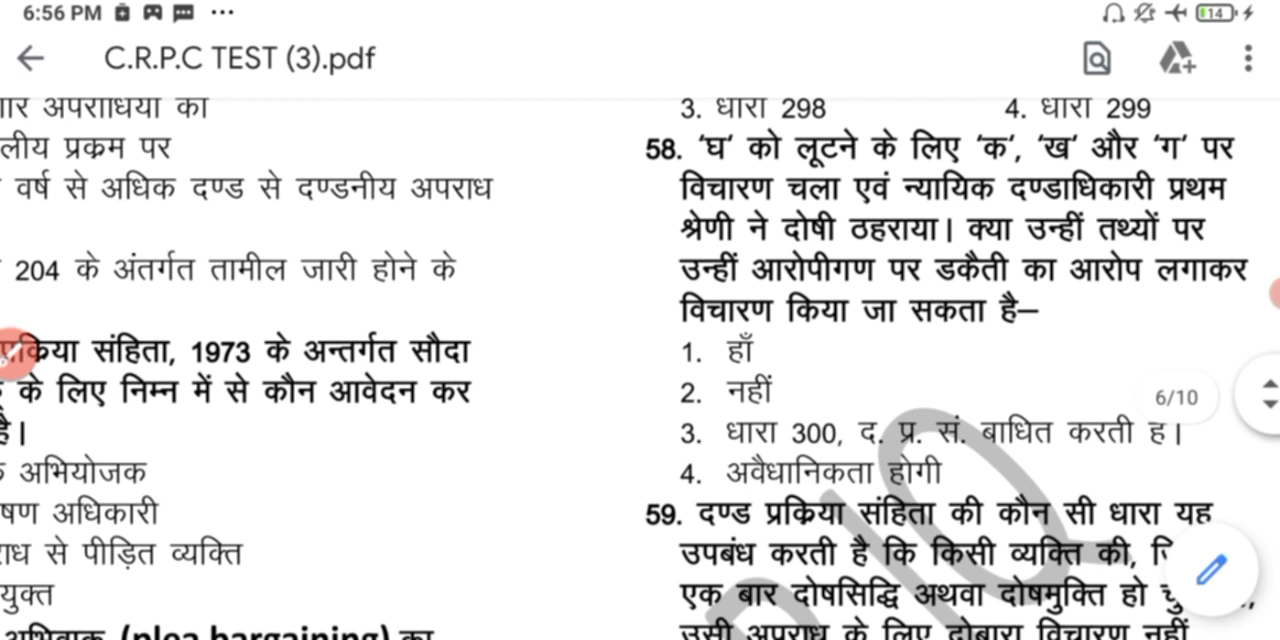 6:56 PM ...
14
C.R.P.C TEST (3).pdf
अपराधियों का
लीय प्रक्रम पर
वर्ष से अधिक दण्ड से दण्डनीय अपराध
204 के अंतर्गत तामील जारी होने के
संहिता, 1973 के अन्तर्गत सौदा
के लिए निम्न में से कौन आवेदन कर
है।
अभियोजक
षण अधिकारी
राध से पीड़ित व्यक्ति
युक्त
अभिवाक (plea bargaining) का
3. धारा 298 4. धारा 299
58. ‘घ’ को लूटने के लिए ‘क’, ‘ख’ और ‘ग’ पर
विचारण चला एवं न्यायिक दण्डाधिकारी प्रथम
श्रेणी ने दोषी ठहराया। क्या उन्हीं तथ्यों पर
उन्हीं आरोपीगण पर डकैती का आरोप लगाकर
विचारण किया जा सकता है–
1. हाँ
2. नहीं
3. धारा 300, द. प्र. सं. बाधित करती है।
4. अवैधानिकता होगी
59. दण्ड प्रक्रिया संहिता की कौन सी धारा यह
उपबंध करती है कि किसी व्यक्ति की,
एक बार दोषसिद्धि अथवा दोषमुक्ति हो
उसी अपराध के लिए दोबारा विचारण नहीं
6/10